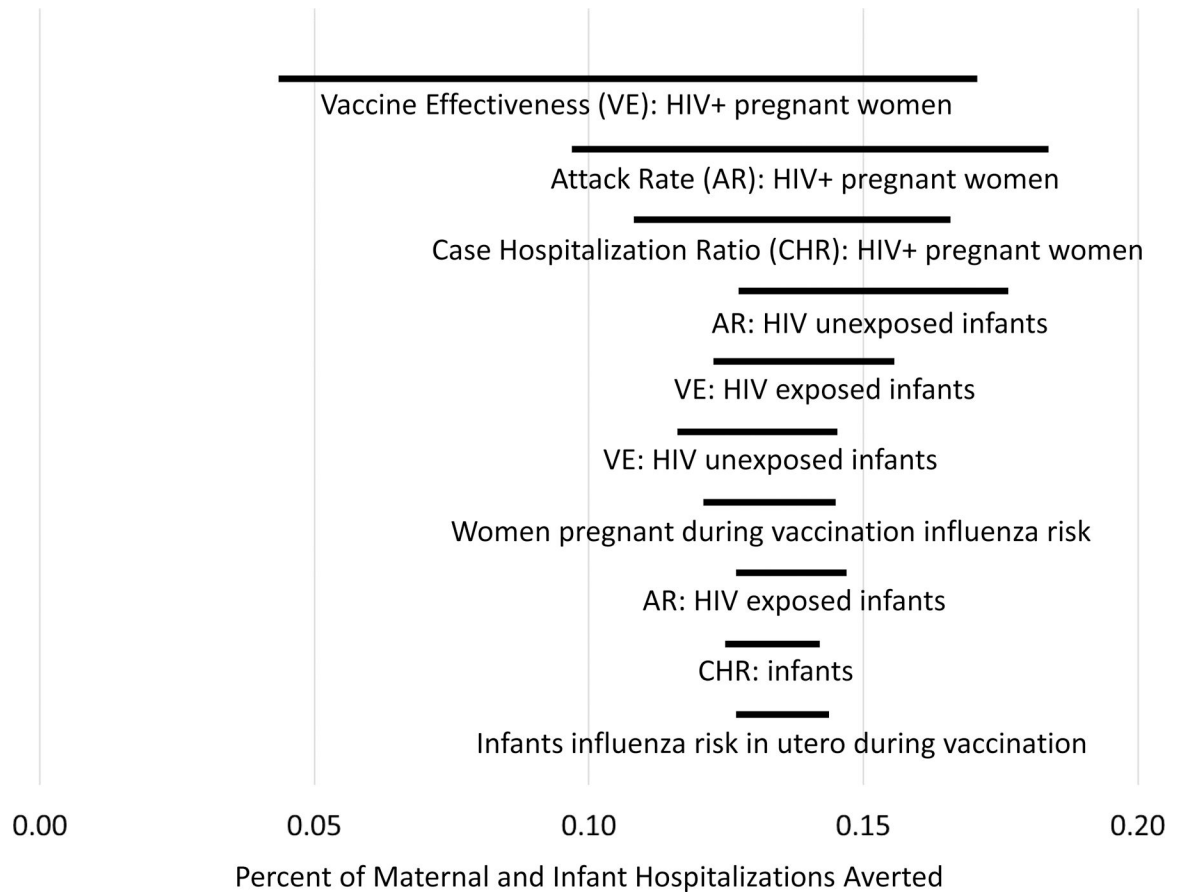 Vaccine Effectiveness (VE): HIV+ pregnant women
Attack Rate (AR): HIV+ pregnant women
Case Hospitalization Ratio (CHR): HIV+ pregnant women
AR: HIV unexposed infants
VE: HIV exposed infants
VE: HIV unexposed infants
Women pregnant during vaccination influenza risk
AR: HIV exposed infants
CHR: infants
Infants influenza risk in utero during vaccination
0.00 0.05 0.10 0.15 0.20
Percent of Maternal and Infant Hospitalizations Averted